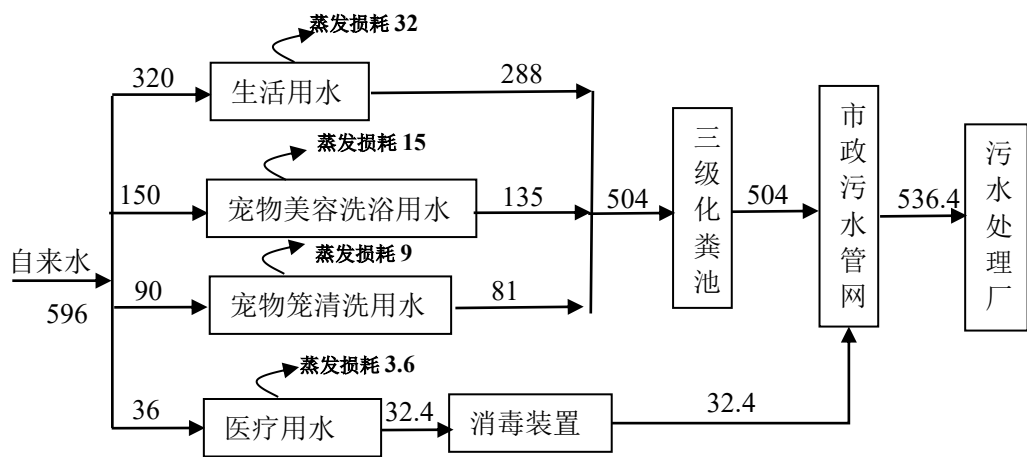 蒸发损耗 32
320
生活用水
288
蒸发损耗 15
150
宠物美容洗浴用水
135
504
三级化粪池
504
市政污水管网
536.4
污水处理厂
自来水
596
蒸发损耗 9
90
宠物笼清洗用水
81
蒸发损耗 3.6
36
医疗用水
32.4
消毒装置
32.4